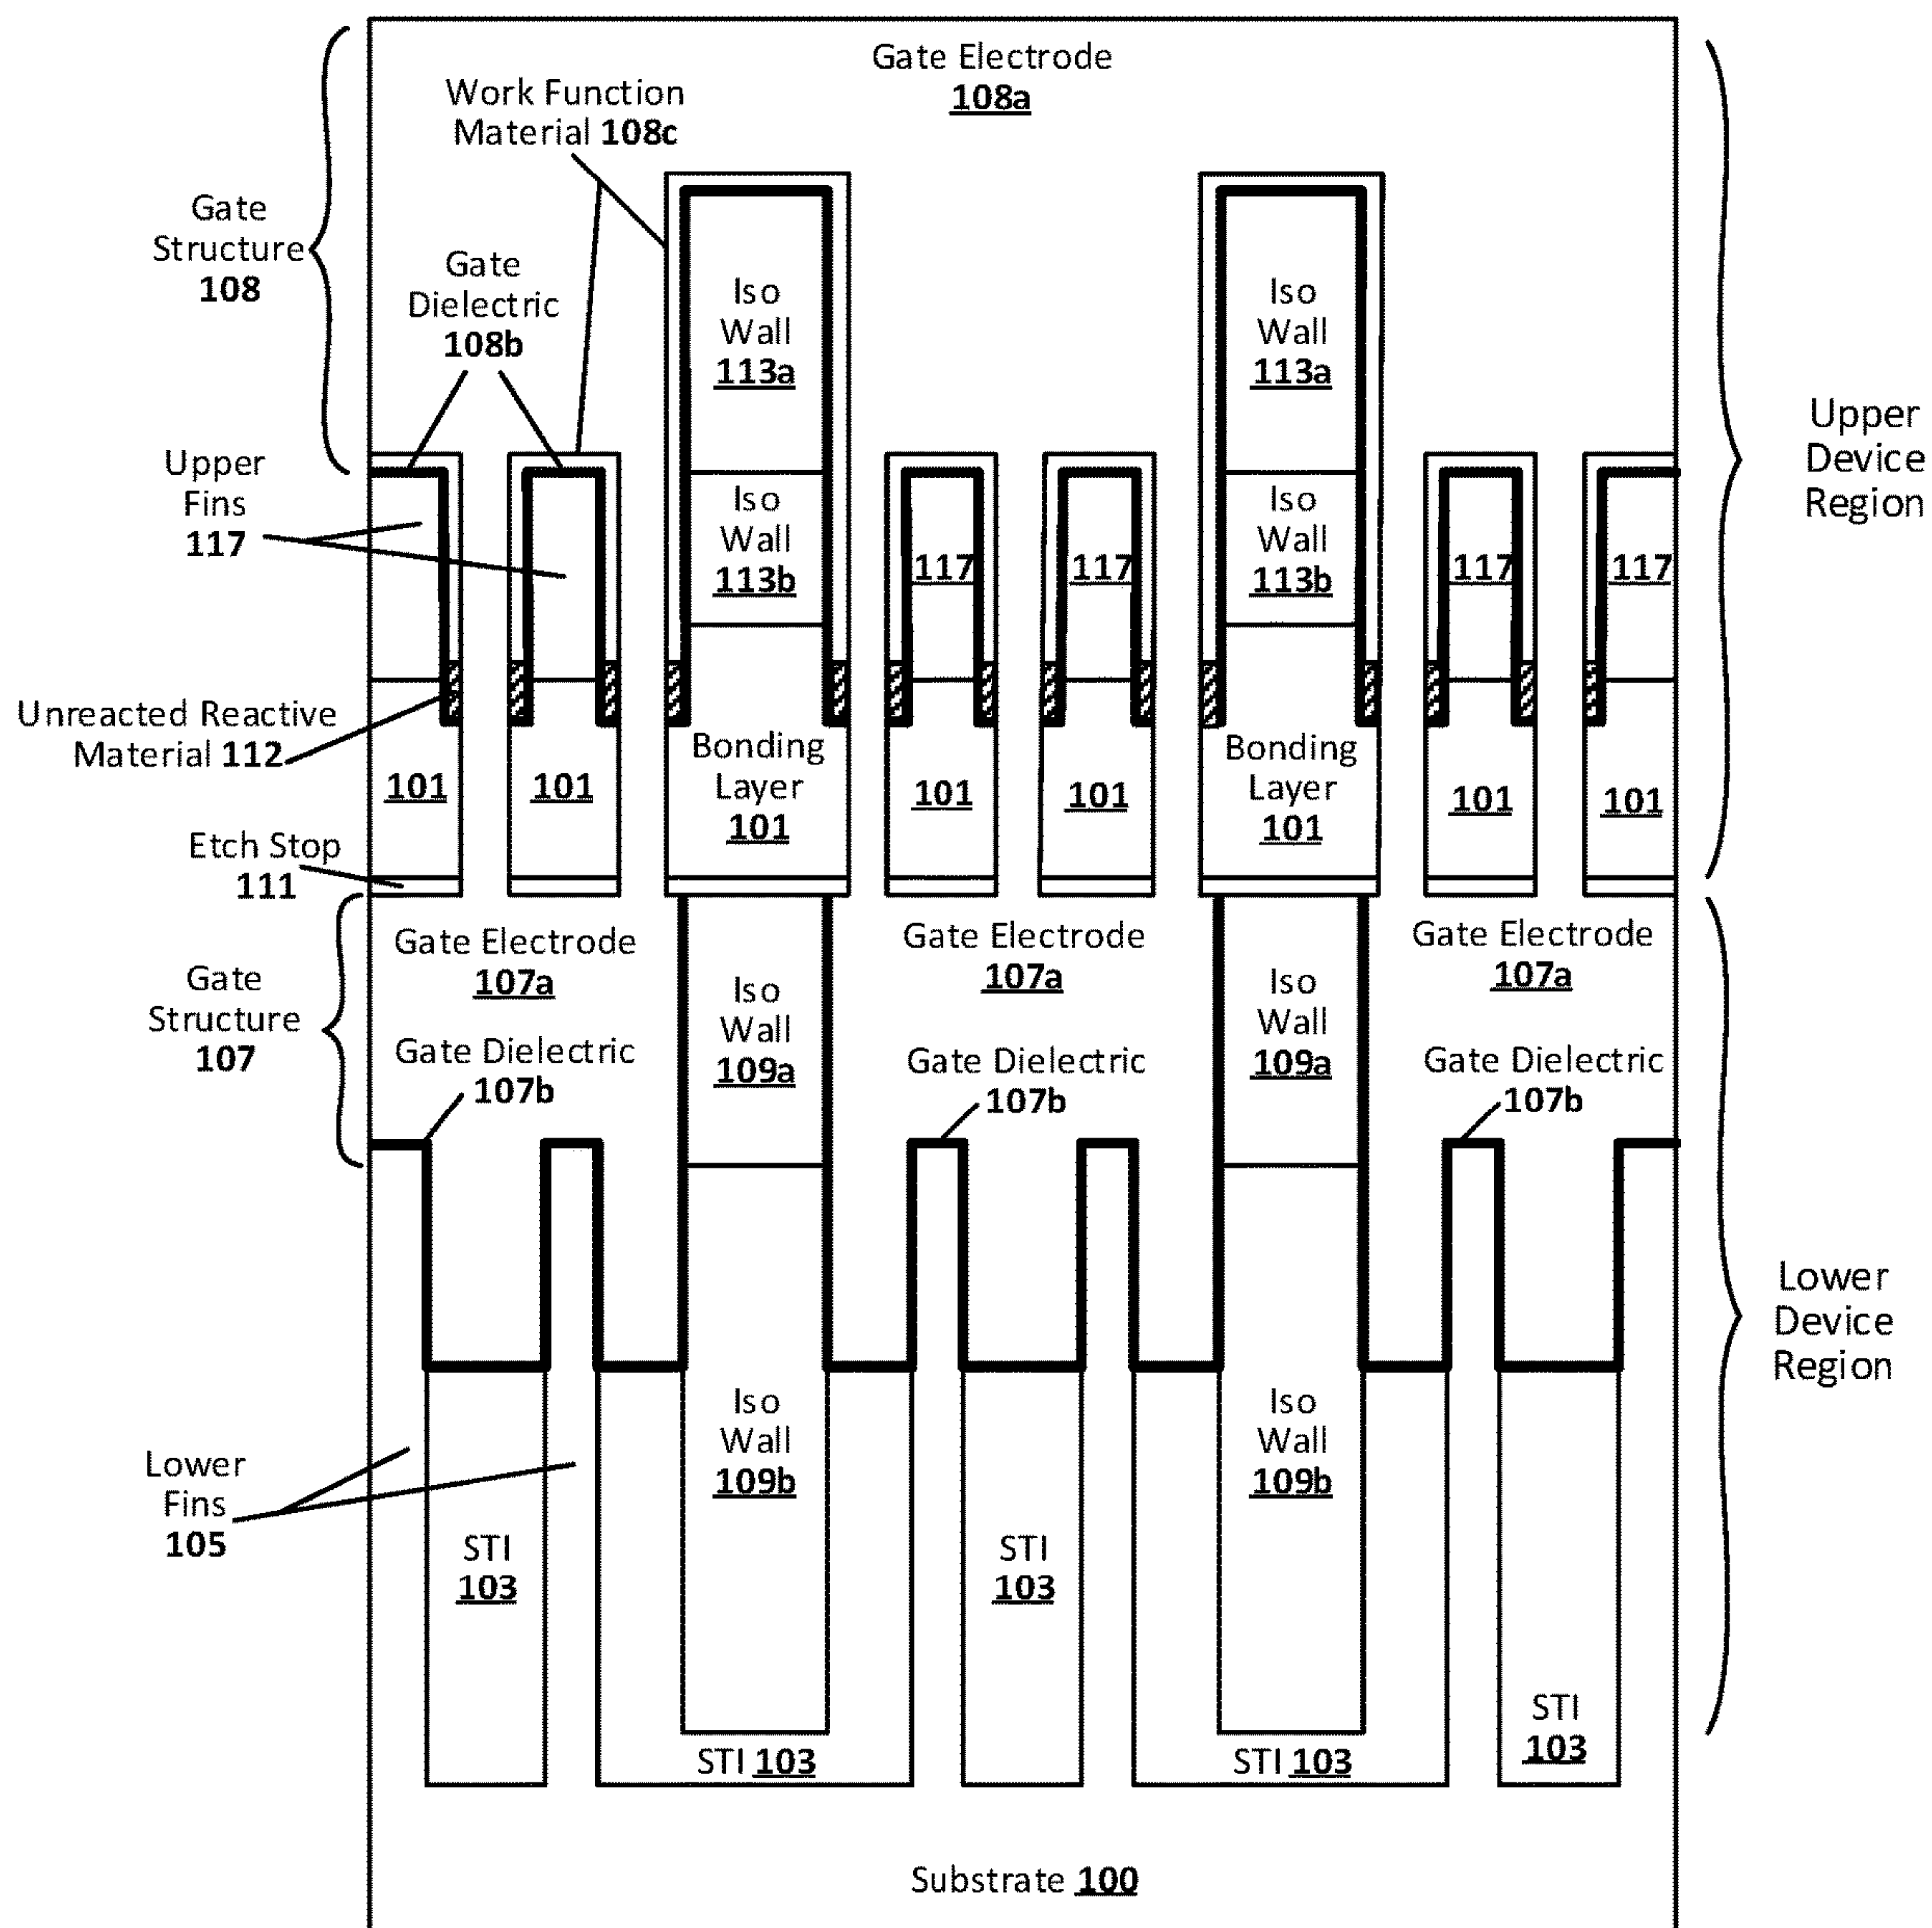 Gate Electrode
108a
Work Function
Material 108c
Gate
Structure
108
Gate
Dielectric
108b
Iso
Wall
113a
Iso
Wall
113a
Upper
Device
Region
Upper
Fins
117
Iso
Wall
113b
117
117
Iso
Wall
113b
117
117
Unreacted Reactive
Material 112
101
101
Bonding
Layer
101
101
101
Bonding
Layer
101
101
101
Etch Stop
111
Gate
Structure
107
Gate Electrode
107a
Gate Dielectric
107b
Iso
Wall
109a
Gate Electrode
107a
Gate Dielectric
107b
Iso
Wall
109a
Gate Electrode
107a
Gate Dielectric
107b
Lower
Device
Region
Lower
Fins
105
STI
103
Iso
Wall
109b
STI
103
Iso
Wall
109b
STI
103
STI 103
STI 103
Substrate 100